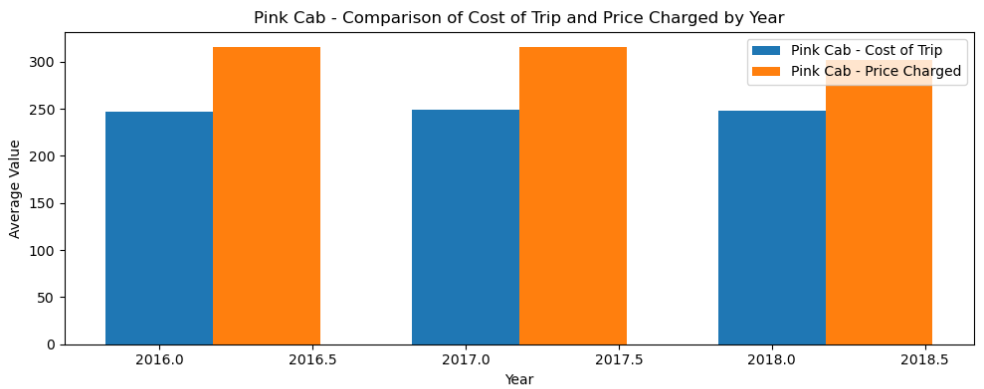 Pink Cab - Comparison of Cost of Trip and Price Charged by Year
Pink Cab - Cost of Trip
Pink Cab - Price Charged
Average Value
300
250
200
150
100
50
0
2016.0 2016.5 2017.0 2017.5 2018.0 2018.5
Year